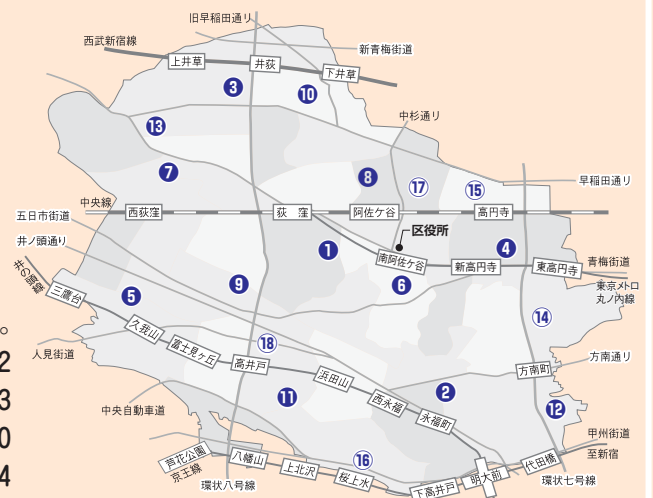 旧早稲田通り
西武新宿線
新青梅街道
上井草
井荻
下井草
3
10
中杉通り
13
7
8
17
15
早稲田通り
中央線
西荻窪
荻窪
阿佐ケ谷
高円寺
五日市街道
区役所
井ノ頭通り
1
4
南阿佐ケ谷
新高円寺
東高円寺
青梅街道
井の頭線
9
6
東京メトロ
丸ノ内線
三鷹台
5
14
久我山
18
人見街道
富士見ヶ丘
高井戸
方南通り
浜田山
方南町
11
西永福
2
中央自動車道
永福町
12
甲州街道
至新宿
芦花公園
京王線
八幡山
上北沢
16
桜上水
下高井戸
明大前
代田橋
環状八号線
環状七号線
。
2
3
0
4